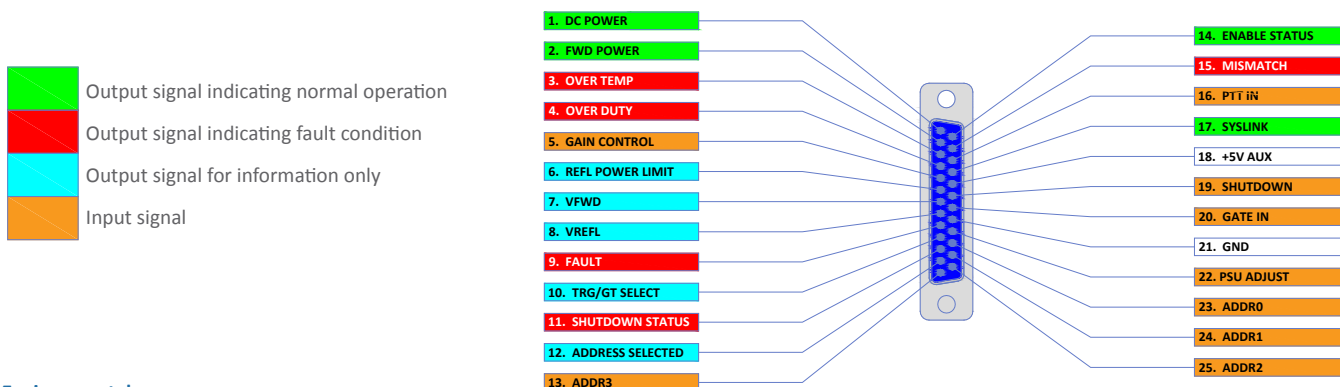 Output signal indicating normal operation
Output signal indicating fault condition
Output signal for information only
Input signal
1. DC POWER
2. FWD POWER
3. OVER TEMP
4. OVER DUTY
5. GAIN CONTROL
6. REFL POWER LIMIT
7. VFWD
8. VREFL
9. FAULT
10. TRG/GT SELECT
11. SHUTDOWN STATUS
12. ADDRESS SELECTED
13. ADDR3
14. ENABLE STATUS
15. MISMATCH
16. PTT iN
17. SYSLINK
18. +5V AUX
19. SHUTDOWN
20. GATE IN
21. GND
22. PSU ADJUST
23. ADDR0
24. ADDR1
25. ADDR2